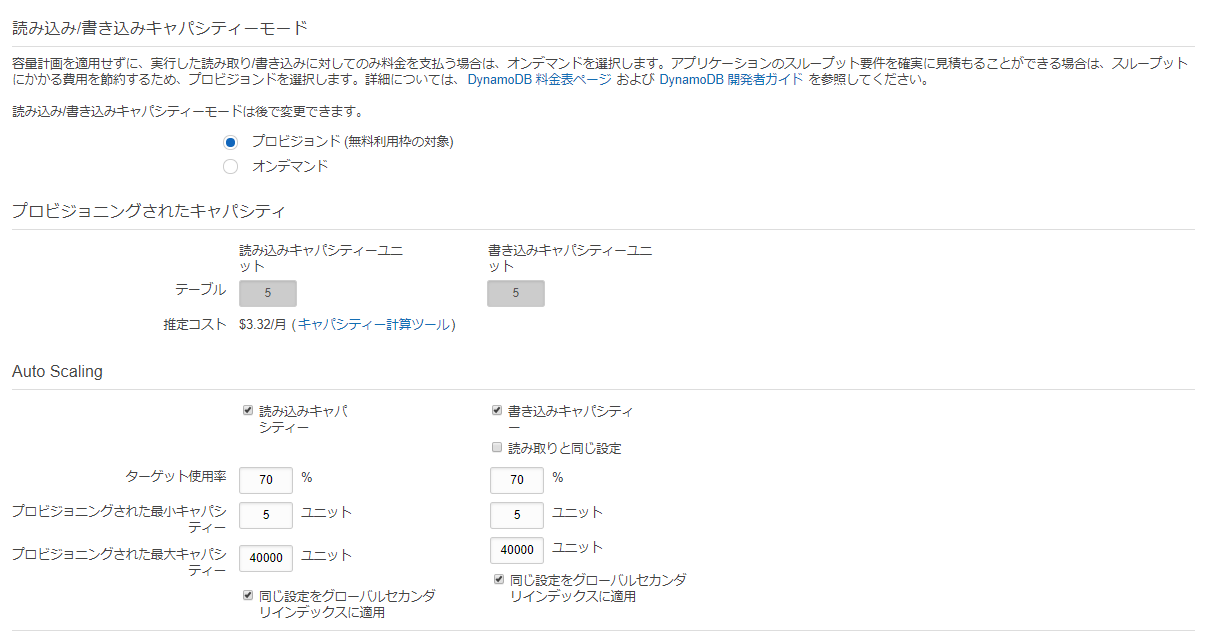 読み込み/書き込みキャパシティーモード
容量計画を適用せずに、実行した読み取り/書き込みに対してのみ料金を支払う場合は、オンデマンドを選択します。アプリケーションのスループット要件を確実に見積もることができる場合は、スループット
にかかる費用を節約するため、プロビジョンドを選択します。詳細については、DynamoDB 料金表ページ および DynamoDB 開発者ガイド を参照してください。
読み込み/書き込みキャパシティーモードは後で変更できます。
プロビジョンド (無料利用枠の対象)
オンデマンド
プロビジョニングされたキャパシティ
読み込みキャパシティーユニ
ット
書き込みキャパシティーユニ
ット
テーブル 5 5
推定コスト $3.32/月 (キャパシティー計算ツール)
Auto Scaling
読み込みキャパ
シティー
書き込みキャパシティ
ー
読み取りと同じ設定
ターゲット使用率 70 % 70 %
プロビジョニングされた最小キャパシ
ティー
5 ユニット 5 ユニット
プロビジョニングされた最大キャパシ
ティー
40000 ユニット 40000 ユニット
同じ設定をグローバルセカンダ
リインデックスに適用
同じ設定をグローバルセカンダ
リインデックスに適用